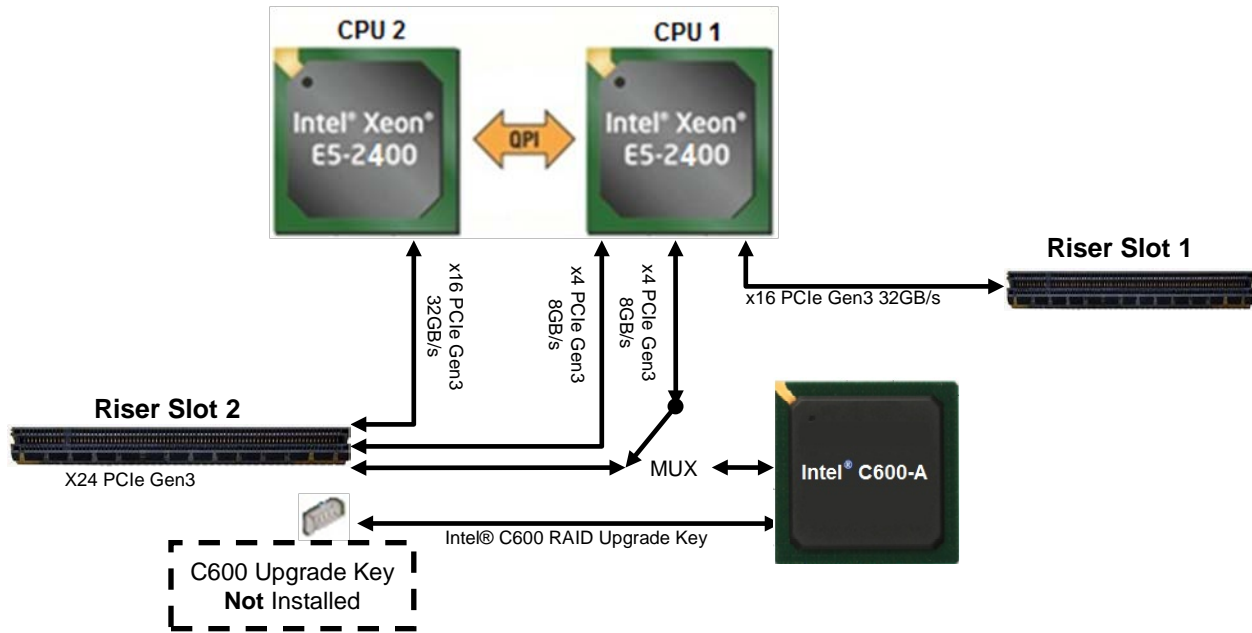 CPU 2
CPU 1
Intel® Xeon®
E5-2400
QPI
Intel® Xeon®
E5-2400
x16 PCIe Gen3
32GB/s
x4 PCIe Gen3
8GB/s
x4 PCIe Gen3
8GB/s
Riser Slot 1
x16 PCIe Gen3 32GB/s
Riser Slot 2
X24 PCIe Gen3
MUX
Intel® C600-A
Intel® C600 RAID Upgrade Key
C600 Upgrade Key
Not Installed